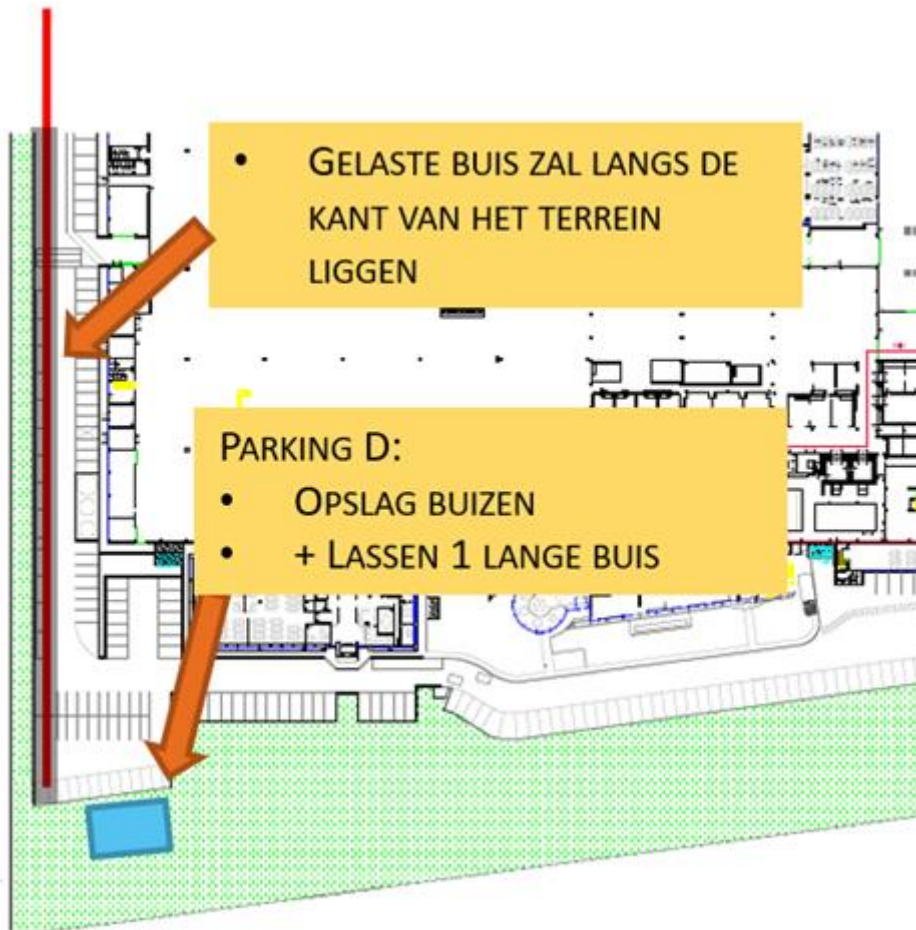 • GELASTE BUIS ZAL LANGS DE
KANT VAN HET TERREIN
LIGGEN
PARKING D:
• OPSLAG BUIZEN
• + LASSEN 1 LANGE BUIS